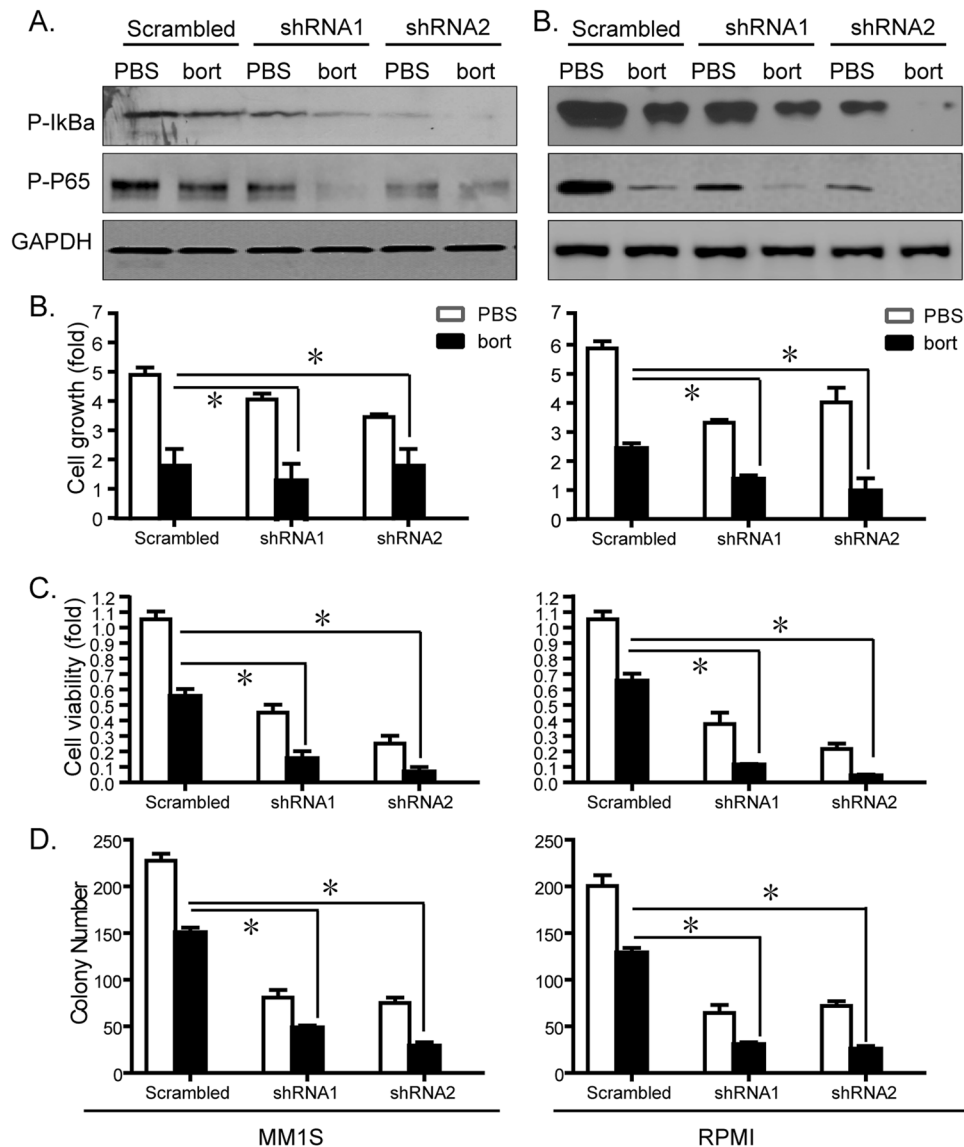 A.
Scrambled shRNA1 shRNA2
PBS bort PBS bort PBS bort
P-IkBa
P-P65
GAPDH
B.
Scrambled shRNA1 shRNA2
PBS bort PBS bort PBS bort
B.
Cell growth (fold)
7
6
5
4
3
2
1
0
PBS
bort
*
*
Scrambled shRNA1 shRNA2
7
6
5
4
3
2
1
0
PBS
bort
*
*
Scrambled shRNA1 shRNA2
C.
Cell viability (fold)
1.2
1.1
1.0
0.9
0.8
0.7
0.6
0.5
0.4
0.3
0.2
0.1
0.0
*
*
Scrambled shRNA1 shRNA2
1.2
1.1
1.0
0.9
0.8
0.7
0.6
0.5
0.4
0.3
0.2
0.1
0.0
*
*
Scrambled shRNA1 shRNA2
D.
Colony Number
250
200
150
100
50
0
*
*
Scrambled shRNA1 shRNA2
250
200
150
100
50
0
*
*
Scrambled shRNA1 shRNA2
MM1S
RPMI